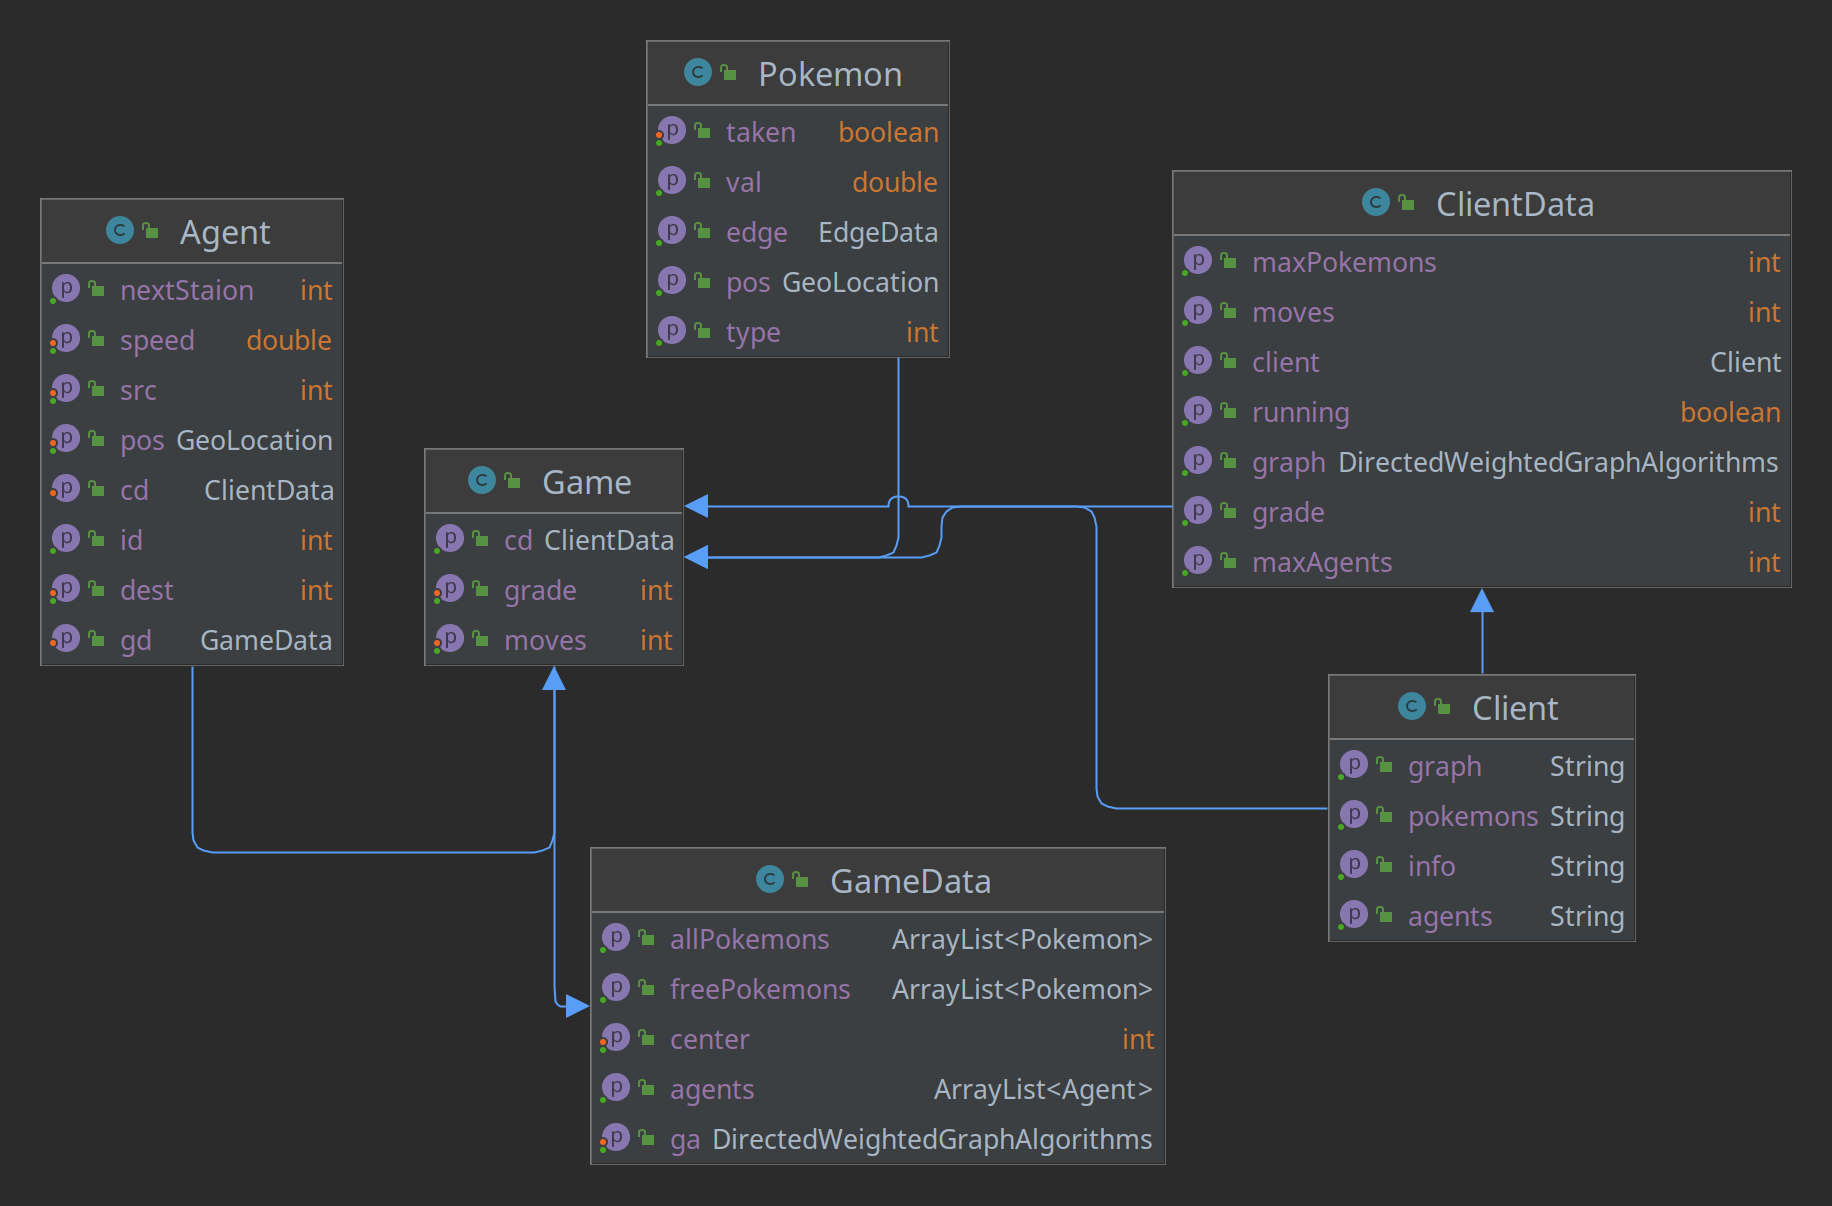 Pokemon
taken boolean
val double
edge EdgeData
pos GeoLocation
type int
Agent
nextStaion int
speed double
src int
pos GeoLocation
cd ClientData
id int
dest int
gd GameData
ClientData
maxPokemons int
moves int
client Client
running boolean
graph DirectedWeightedGraphAlgorithms
grade int
maxAgents int
Game
cd ClientData
grade int
moves int
Client
graph String
pokemons String
info String
agents String
GameData
allPokemons ArrayList<Pokemon>
freePokemons ArrayList<Pokemon>
center int
agents ArrayList<Agent>
ga DirectedWeightedGraphAlgorithms